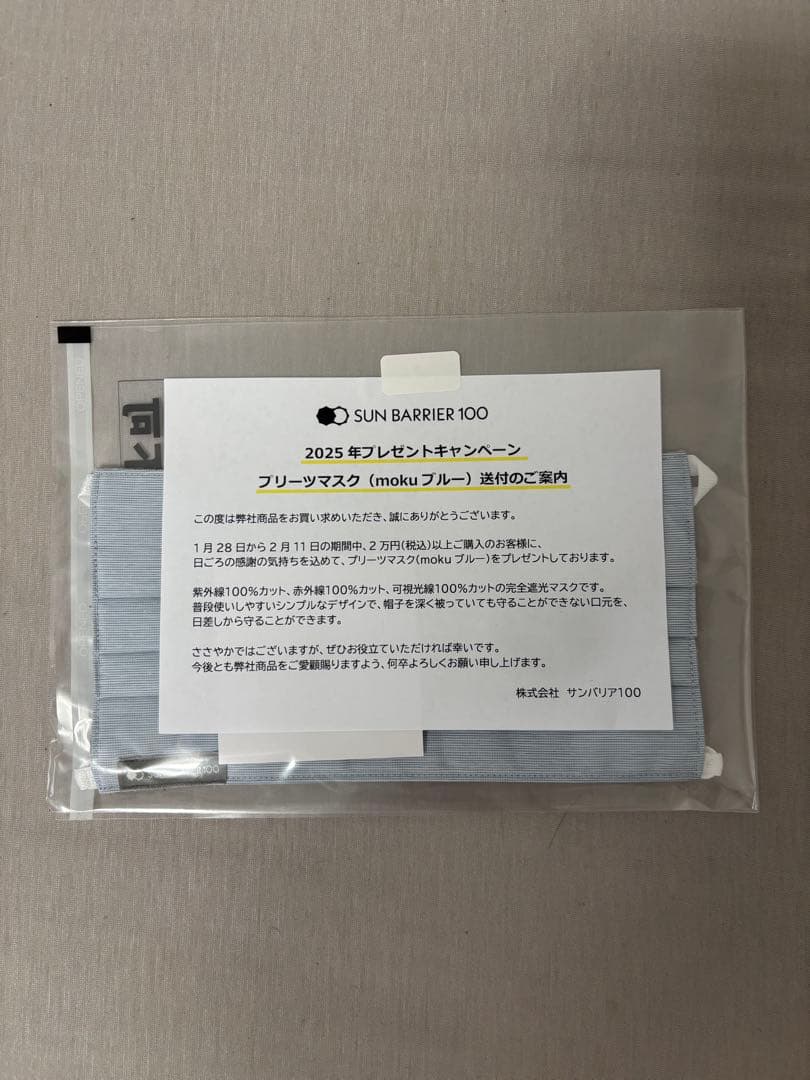 SUN BARRIER 100
2025年プレゼントキャンペーン
プリーツマスク（moku ブルー）送付のご案内
この度は弊社商品をお買い求めいただき、誠にありがとうございます。
1月28日から2月11日の期間中、2万円(税込)以上ご購入のお客様に、
日ごろの感謝の気持ちを込めて、プリーツマスク(moku ブルー)をプレゼントしております。
紫外線100%カット、赤外線100%カット、可視光線100%カットの完全遮光マスクです。
普段使いしやすいシンプルなデザインで、帽子を深く被っていても守ることができない口元を、
日差しから守ることができます。
ささやかではございますが、ぜひお役立ていただければ幸いです。
今後とも弊社商品をご愛顧賜りますよう、何卒よろしくお願い申し上げます。
株式会社 サンバリア100